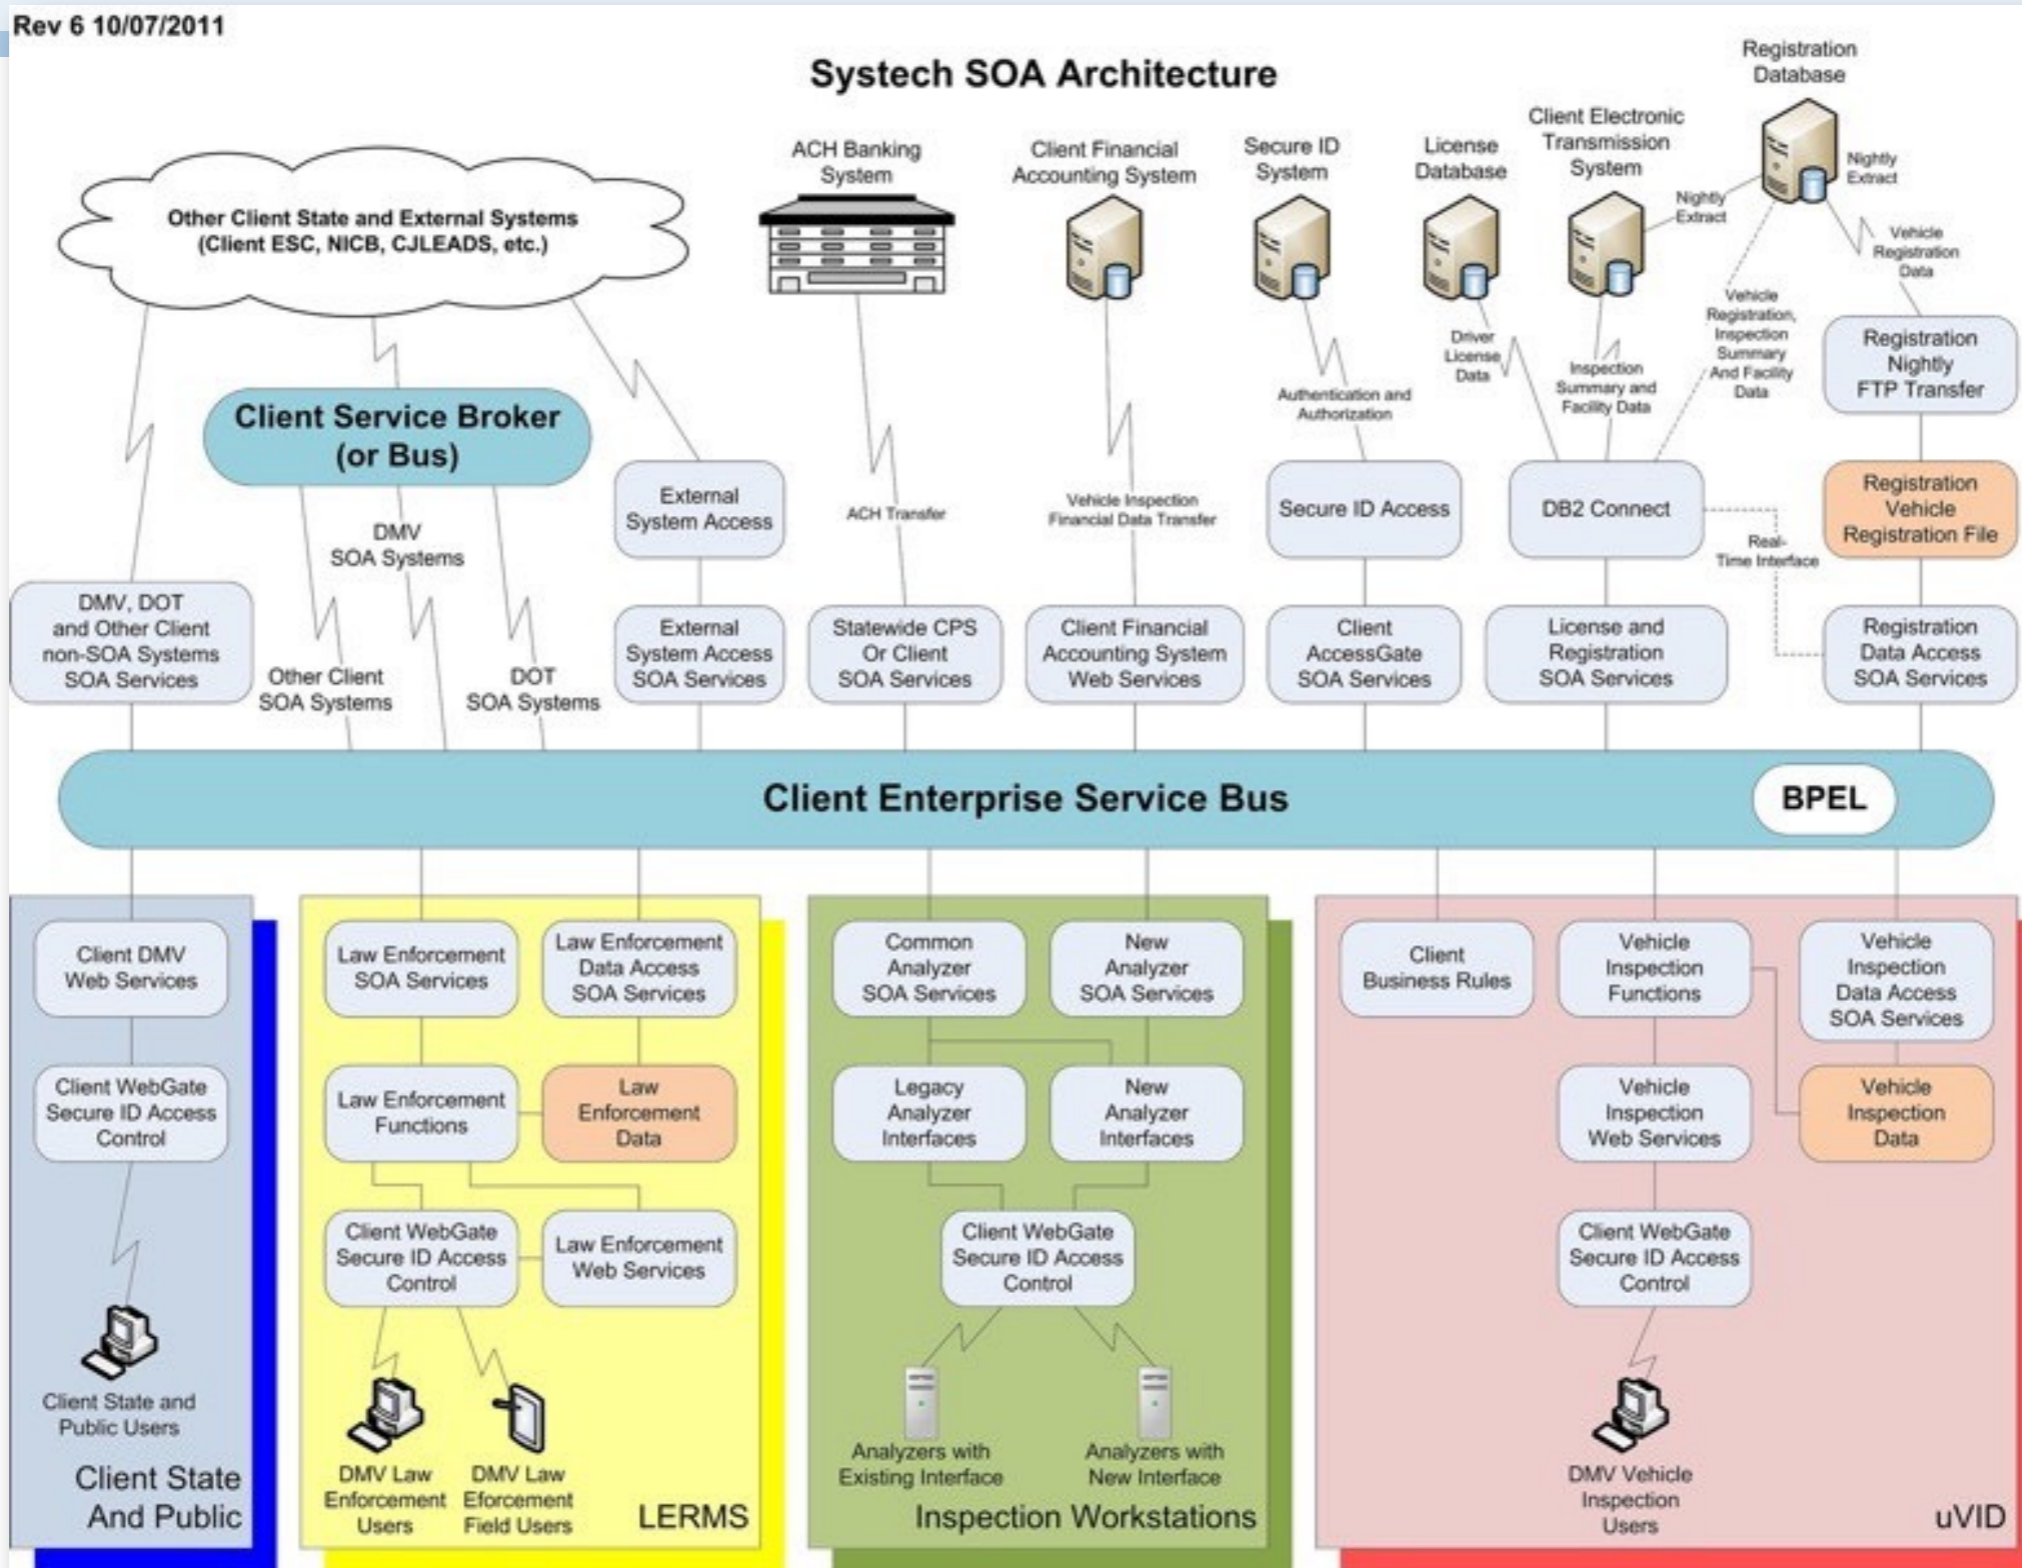 Rev 6 10/07/2011
Systech SOA Architecture
Registration
Database
Other Client State and External Systems
(Client ESC, NICB, CJLEADS, etc.)
ACH Banking
System
Client Financial
Accounting System
Secure ID
System
License
Database
Client Electronic
Transmission
System
Nightly
Extract
Nightly
Extract
Vehicle
Registration
Data
Client Service Broker
(or Bus)
Driver
License
Data
Inspection
Summary and
Facility Data
Vehicle
Registration,
Inspection
Summary
And Facility
Data
Registration
Nightly
FTP Transfer
Authentication and
Authorization
External
System Access
ACH Transfer
Vehicle Inspection
Financial Data Transfer
Secure ID Access
DB2 Connect
Real-
Time Interface
Registration
Vehicle
Registration File
DMV
SOA Systems
DMV, DOT
and Other Client
non-SOA Systems
SOA Services
Other Client
SOA Systems
DOT
SOA Systems
External
System Access
SOA Services
Statewide CPS
Or Client
SOA Services
Client Financial
Accounting System
Web Services
Client
AccessGate
SOA Services
License and
Registration
SOA Services
Registration
Data Access
SOA Services
Client Enterprise Service Bus
BPEL
Client DMV
Web Services
Client WebGate
Secure ID Access
Control
Client State and
Public Users
Client State
And Public
Law Enforcement
SOA Services
Law Enforcement
Data Access
SOA Services
Law Enforcement
Functions
Law
Enforcement
Data
Client WebGate
Secure ID Access
Control
Law Enforcement
Web Services
DMV Law
Enforcement
Users
DMV Law
Eforcement
Field Users
LERMS
Common
Analyzer
SOA Services
New
Analyzer
SOA Services
Legacy
Analyzer
Interfaces
New
Analyzer
Interfaces
Client WebGate
Secure ID Access
Control
Analyzers with
Existing Interface
Analyzers with
New Interface
Inspection Workstations
Client
Business Rules
Vehicle
Inspection
Functions
Vehicle
Inspection
Data Access
SOA Services
Vehicle
Inspection
Web Services
Vehicle
Inspection
Data
Client WebGate
Secure ID Access
Control
DMV Vehicle
Inspection
Users
uVID